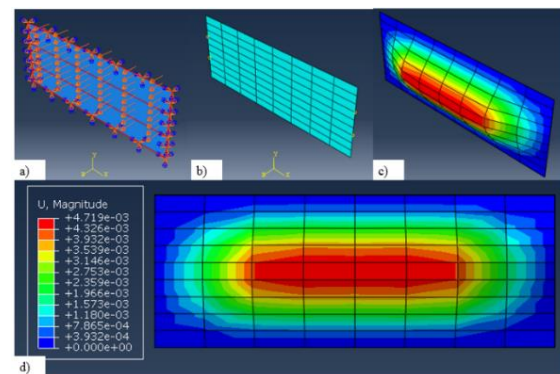 Y
Z X
a)
Y
Z X
b)
c)
U, Magnitude
+4.719e-03
+4.326e-03
+3.932e-03
+3.539e-03
+3.146e-03
+2.753e-03
+2.359e-03
+1.966e-03
+1.573e-03
+1.180e-03
+7.865e-04
+3.932e-04
+0.000e+00
d)